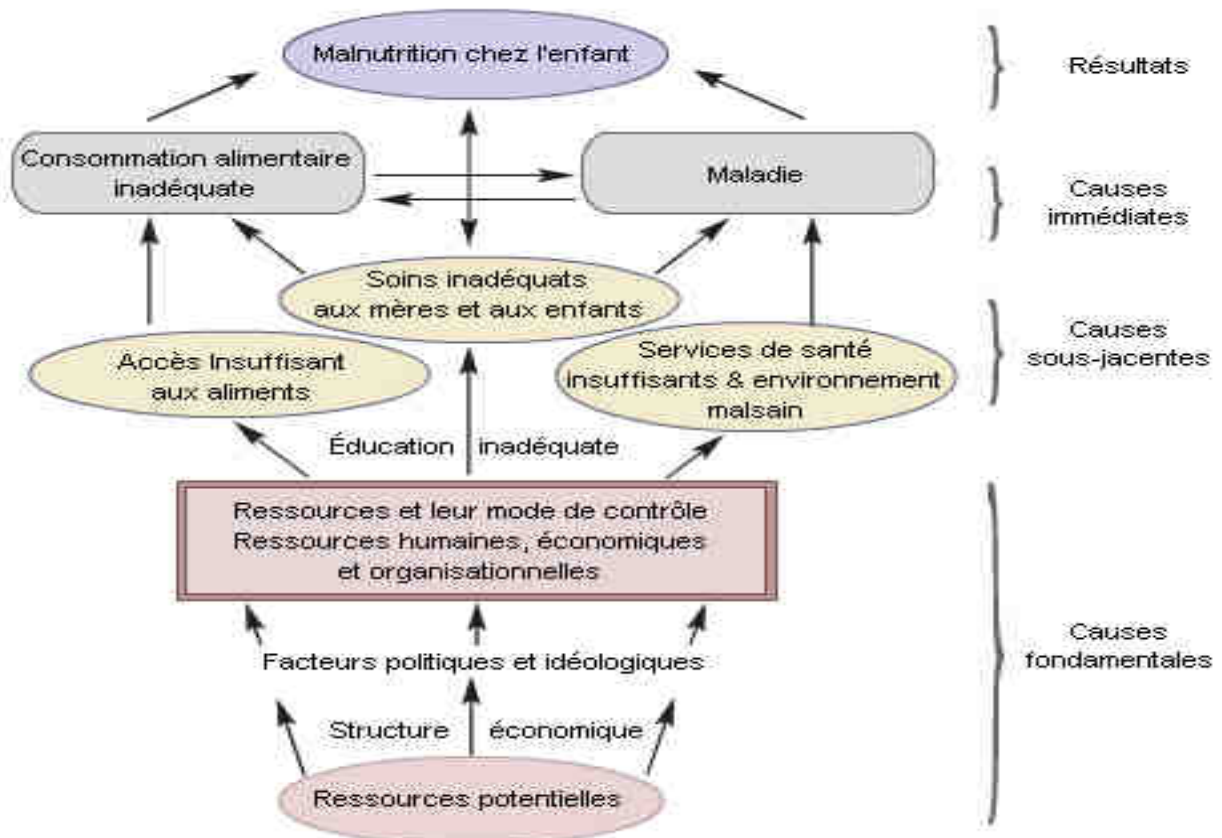 Malnutrition chez l'enfant
Résultats
Consommation alimentaire
inadéquate
Maladie
Causes
immédiates
Soins inadéquats
aux mères et aux enfants
Accès Insuffisant
aux aliments
Services de santé
Insuffisants & environnement
malsain
Causes
sous-jacentes
Éducation inadéquate
Ressources et leur mode de contrôle
Ressources humaines, économiques
et organisationnelles
Facteurs politiques et idéologiques
Structure économique
Ressources potentielles
Causes
fondamentales